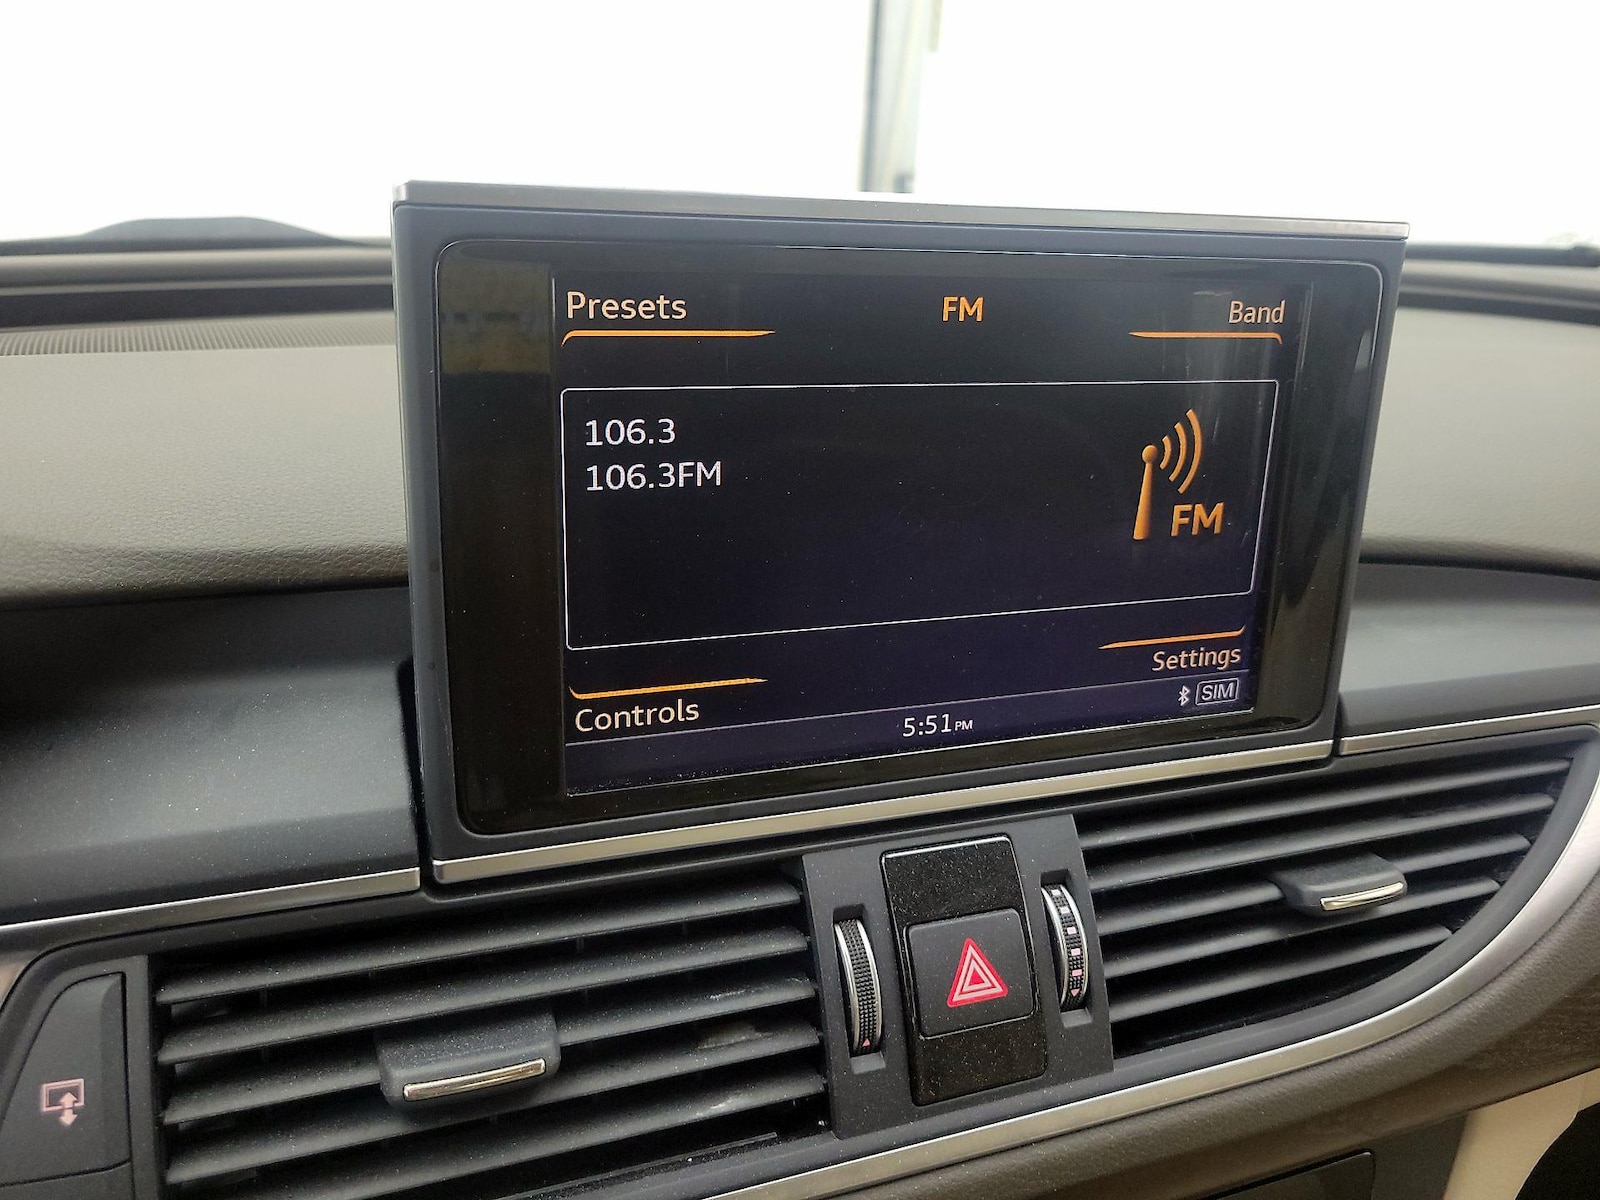 Presets FM Band
106.3
106.3FM
FM
Settings
Controls
SIM
5:51PM